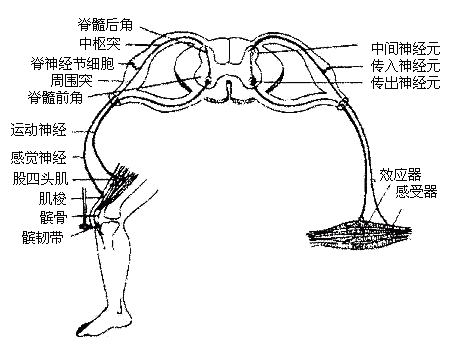 脊髓后角
中枢突
脊神经节细胞
周围突
脊髓前角
运动神经
感觉神经
股四头肌
肌梭
髌骨
髌韧带
中间神经元
传入神经元
传出神经元
效应器
感受器